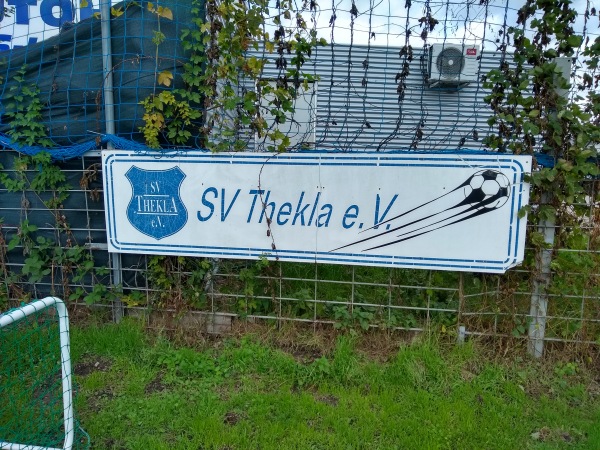 SV
THEKLA
e.V.
SV Thekla e.V.